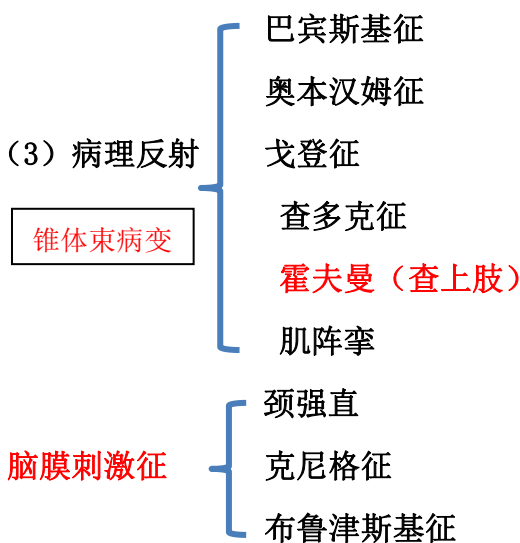 巴宾斯基征
奥本汉姆征
（3）病理反射
戈登征
锥体束病变
查多克征
霍夫曼（查上肢）
肌阵挛
颈强直
脑膜刺激征
克尼格征
布鲁津斯基征